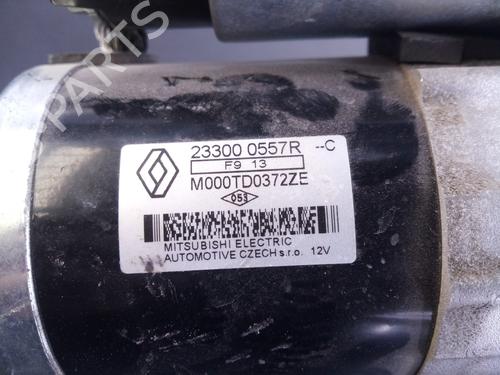 PARTS
23300 0557R --C
F9 13
M000TD0372ZE
053
MITSUBISHI ELECTRIC
AUTOMOTIVE CZECH s.r.o. 12V